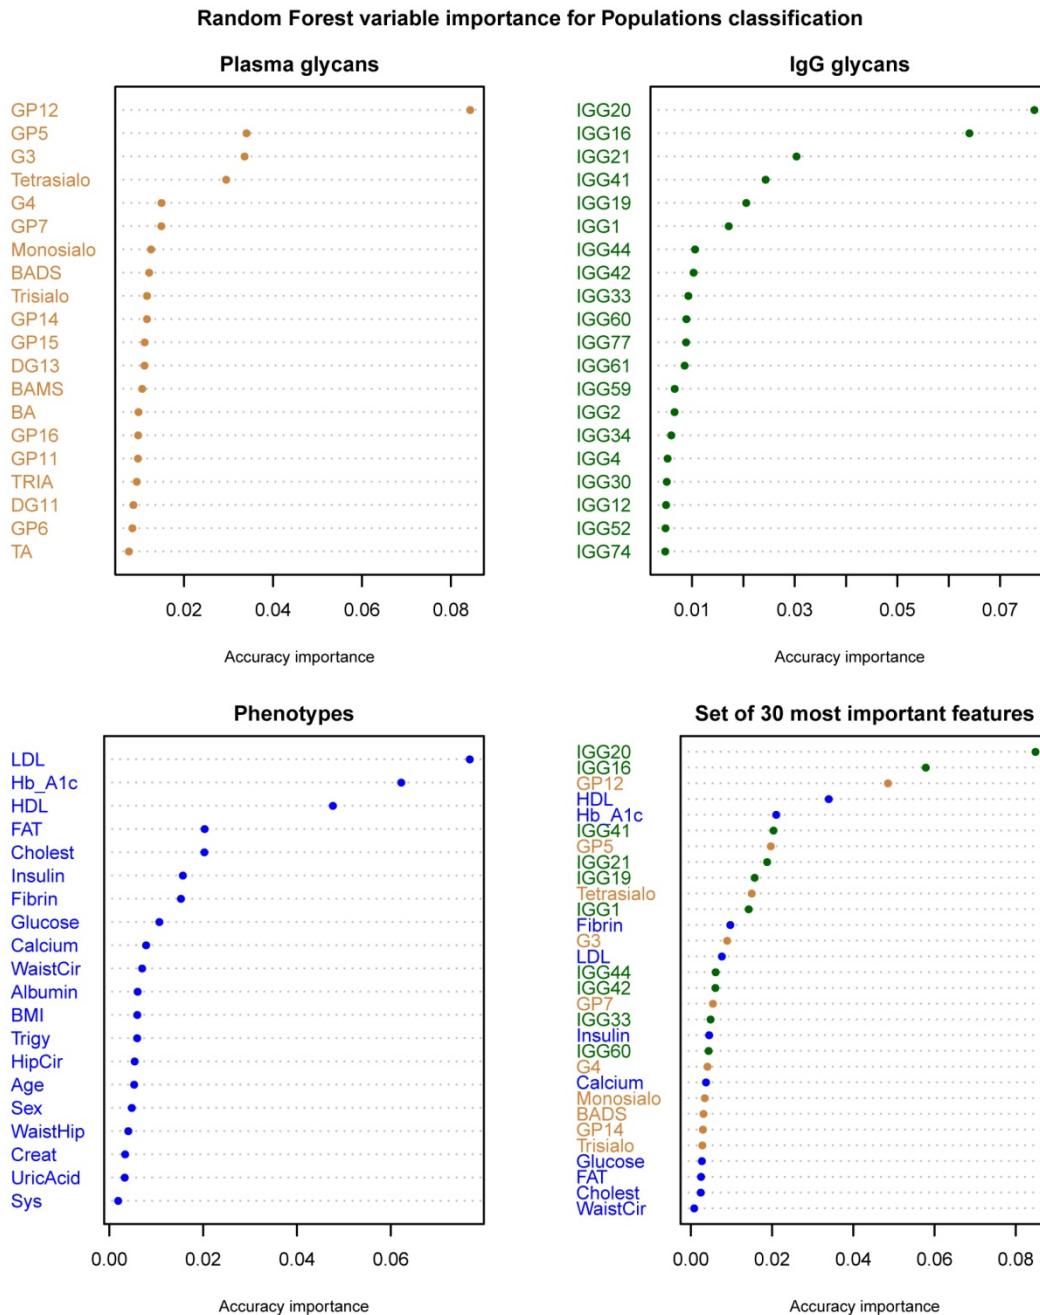 Random Forest variable importance for Populations classification
Plasma glycans
GP12
GP5
G3
Tetrasialo
G4
GP7
Monosialo
BADS
Trisialo
GP14
GP15
DG13
BAMS
BA
GP16
GP11
TRIA
DG11
GP6
TA
0.02 0.04 0.06 0.08
Accuracy importance
IgG glycans
IGG20
IGG16
IGG21
IGG41
IGG19
IGG1
IGG44
IGG42
IGG33
IGG60
IGG77
IGG61
IGG59
IGG2
IGG34
IGG4
IGG30
IGG12
IGG52
IGG74
0.01 0.03 0.05 0.07
Accuracy importance
Phenotypes
LDL
Hb_A1c
HDL
FAT
Cholest
Insulin
Fibrin
Glucose
Calcium
WaistCir
Albumin
BMI
Trigy
HipCir
Age
Sex
WaistHip
Creat
UricAcid
Sys
0.00 0.02 0.04 0.06
Accuracy importance
Set of 30 most important features
IGG20
IGG16
GP12
HDL
Hb_A1c
IGG41
GP5
IGG21
IGG19
Tetrasialo
IGG1
Fibrin
G3
LDL
IGG44
IGG42
GP7
IGG33
Insulin
IGG60
G4
Calcium
Monosialo
BADS
GP14
Trisialo
Glucose
FAT
Cholest
WaistCir
0.00 0.02 0.04 0.06 0.08
Accuracy importance